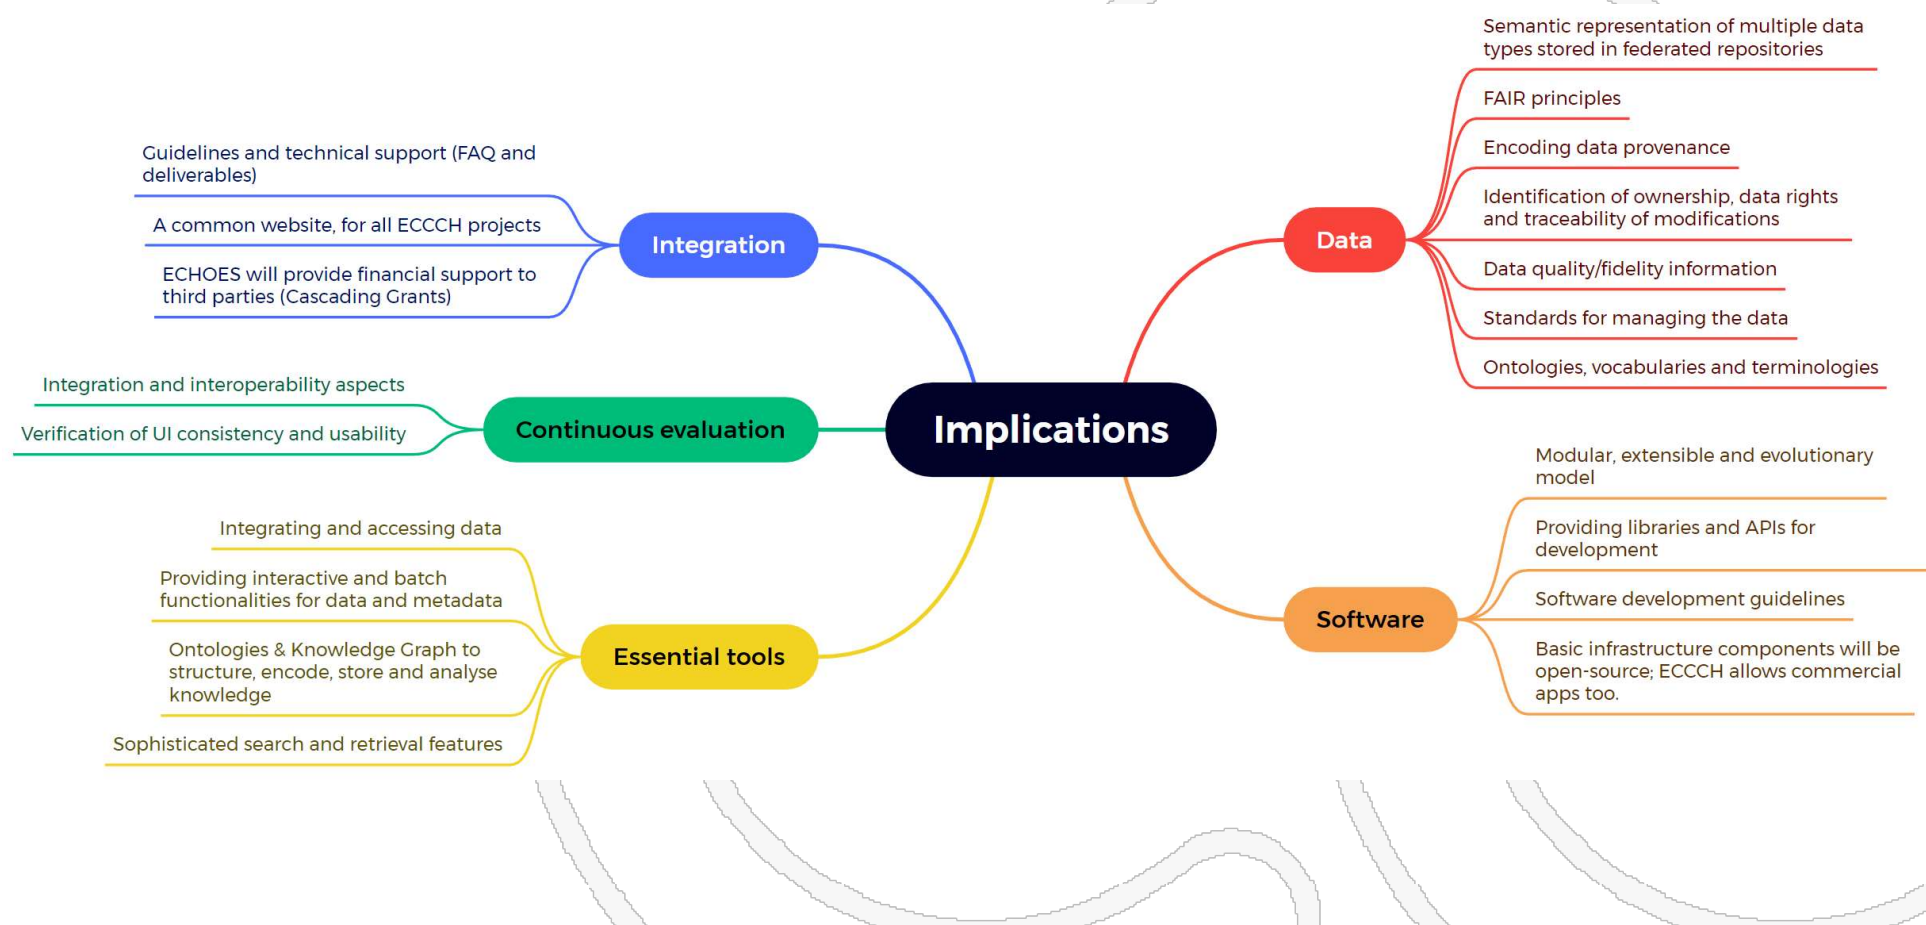 Implications
Integration
Guidelines and technical support (FAQ and
deliverables)
A common website, for all ECCCH projects
ECHOES will provide financial support to
third parties (Cascading Grants)
Continuous evaluation
Integration and interoperability aspects
Verification of UI consistency and usability
Essential tools
Integrating and accessing data
Providing interactive and batch
functionalities for data and metadata
Ontologies & Knowledge Graph to
structure, encode, store and analyse
knowledge
Sophisticated search and retrieval features
Data
Semantic representation of multiple data
types stored in federated repositories
FAIR principles
Encoding data provenance
Identification of ownership, data rights
and traceability of modifications
Data quality/fidelity information
Standards for managing the data
Ontologies, vocabularies and terminologies
Software
Modular, extensible and evolutionary
model
Providing libraries and APIs for
development
Software development guidelines
Basic infrastructure components will be
open-source; ECCCH allows commercial
apps too.